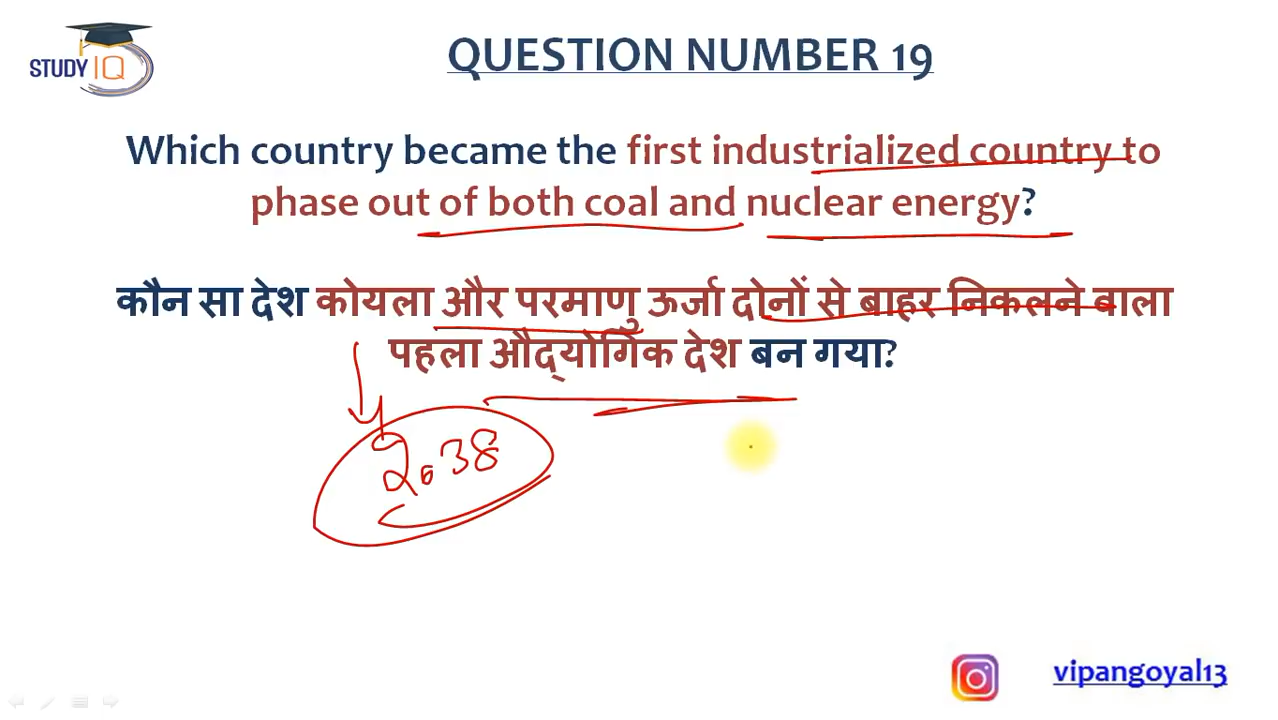 STUDY IQ
QUESTION NUMBER 19
Which country became the first industrialized country to
phase out of both coal and nuclear energy?
कौन सा देश कोयला और परमाणु ऊर्जा दोनों से बाहर निकलने वाला
पहला औद्योगिक देश बन गया?
2038
vipangoyal13